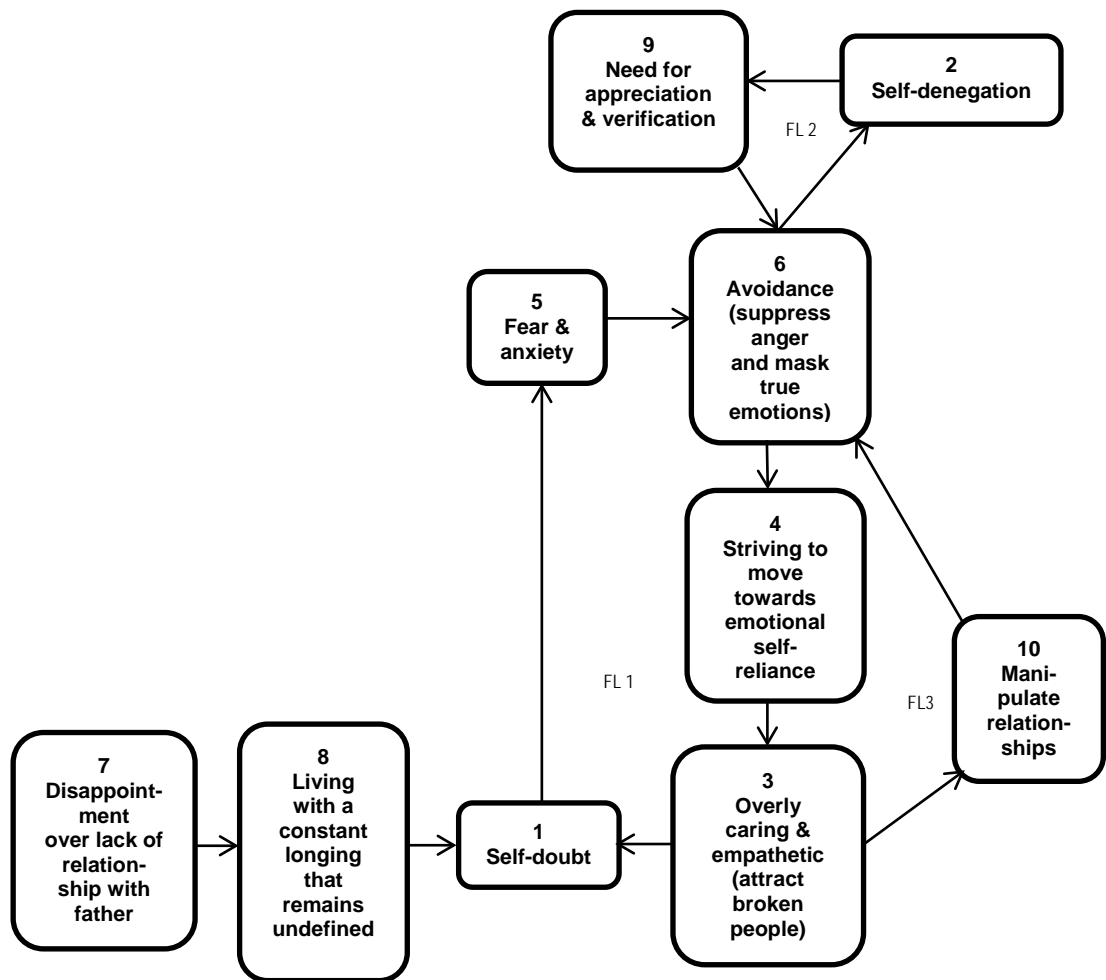 9
Need for
appreciation
& verification
2
Self-denegation
FL 2
6
Avoidance
(suppress
anger
and mask
true
emotions)
5
Fear &
anxiety
4
Striving to
move
towards
emotional
self-
reliance
FL 1
FL3
10
Mani-
pulate
relation-
ships
7
Disappoint-
ment
over lack of
relation-
ship with
father
8
Living
with a
constant
longing
that
remains
undefined
1
Self-doubt
3
Overly
caring &
empathetic
(attract
broken
people)